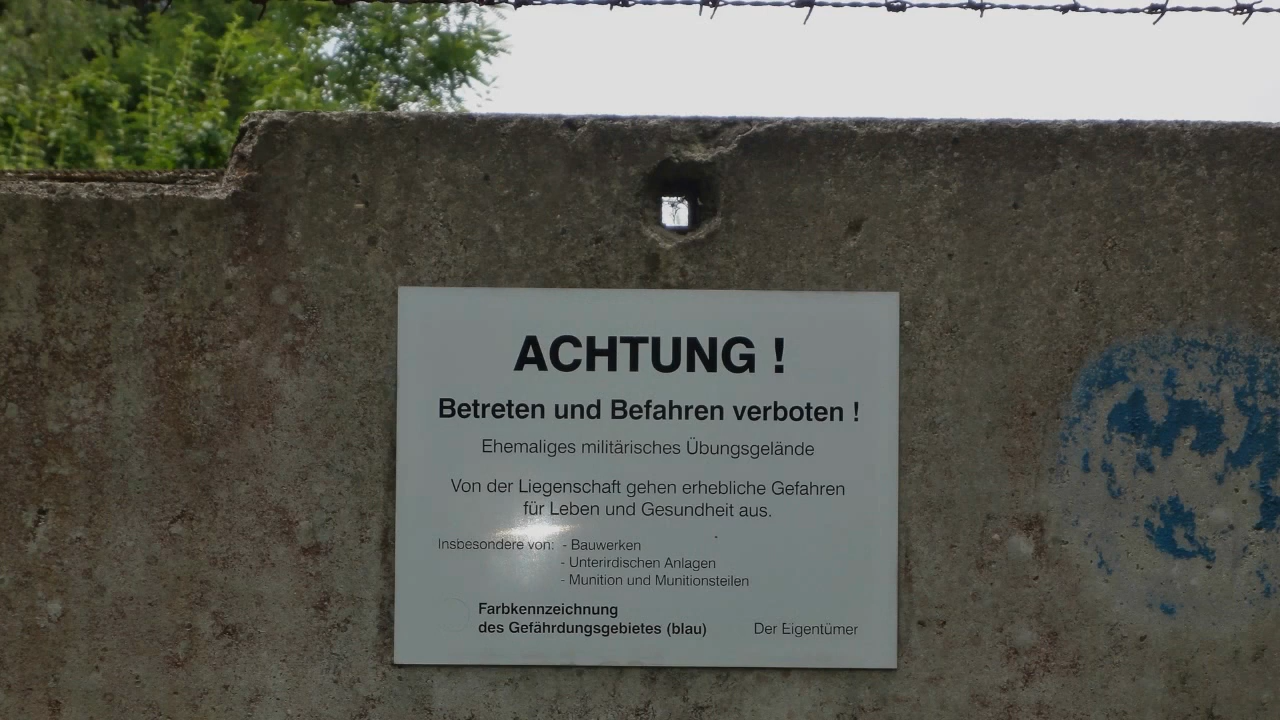 ACHTUNG !
Betreten und Befahren verboten !
Ehemaliges militärisches Übungsgelände
Von der Liegenschaft gehen erhebliche Gefahren
für Leben und Gesundheit aus.
Insbesondere von: - Bauwerken
- Unterirdischen Anlagen
- Munition und Munitionsteilen
Farbkennzeichnung
des Gefährdungsgebietes (blau) Der Eigentümer